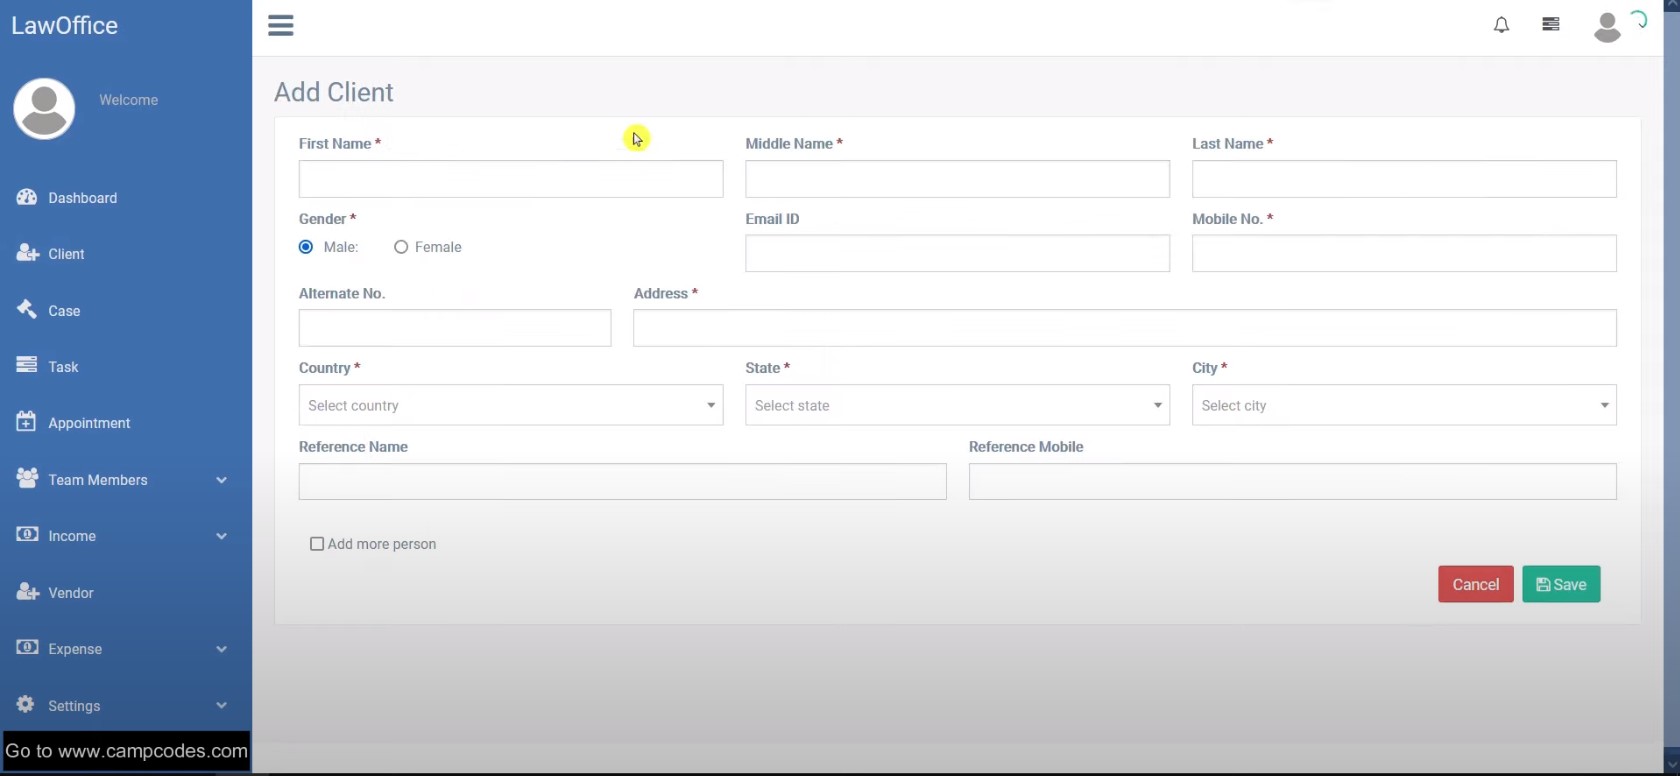 LawOffice
Welcome
Dashboard
Client
Case
Task
Appointment
Team Members
Income
Vendor
Expense
Settings
Go to www.campcodes.com
Add Client
First Name * Middle Name * Last Name *
Gender * Email ID Mobile No. *
Male: Female
Alternate No. Address *
Country * State * City *
Select country Select state Select city
Reference Name Reference Mobile
Add more person
Cancel Save